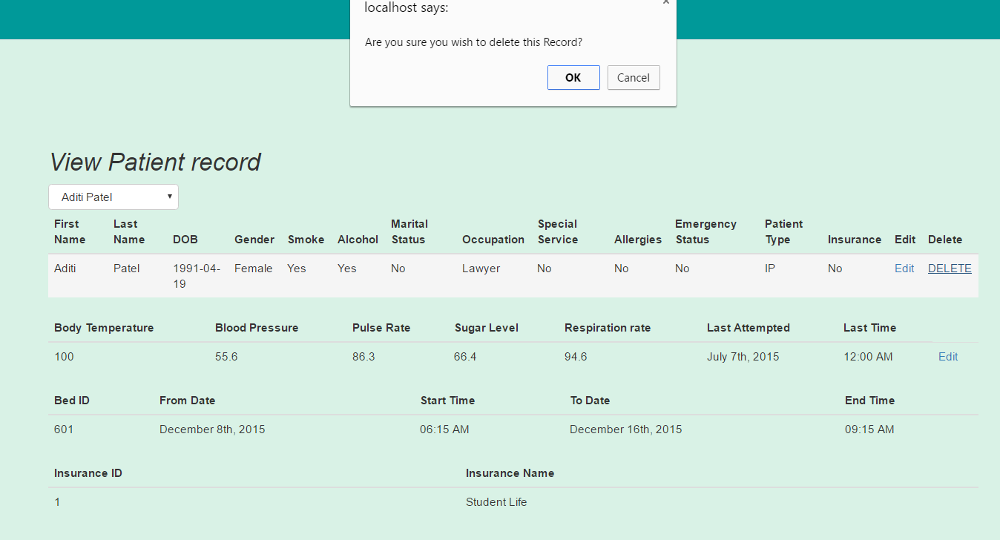 localhost says:
Are you sure you wish to delete this Record?
OK Cancel
View Patient record
Aditi Patel
First Name Last Name DOB Gender Smoke Alcohol Marital Status Occupation Special Service Allergies Emergency Status Patient Type Insurance Edit Delete
Aditi Patel 1991-04-19 Female Yes Yes No Lawyer No No No IP No Edit DELETE
Body Temperature Blood Pressure Pulse Rate Sugar Level Respiration rate Last Attempted Last Time
100 55.6 86.3 66.4 94.6 July 7th, 2015 12:00 AM Edit
Bed ID From Date Start Time To Date End Time
601 December 8th, 2015 06:15 AM December 16th, 2015 09:15 AM
Insurance ID Insurance Name
1 Student Life